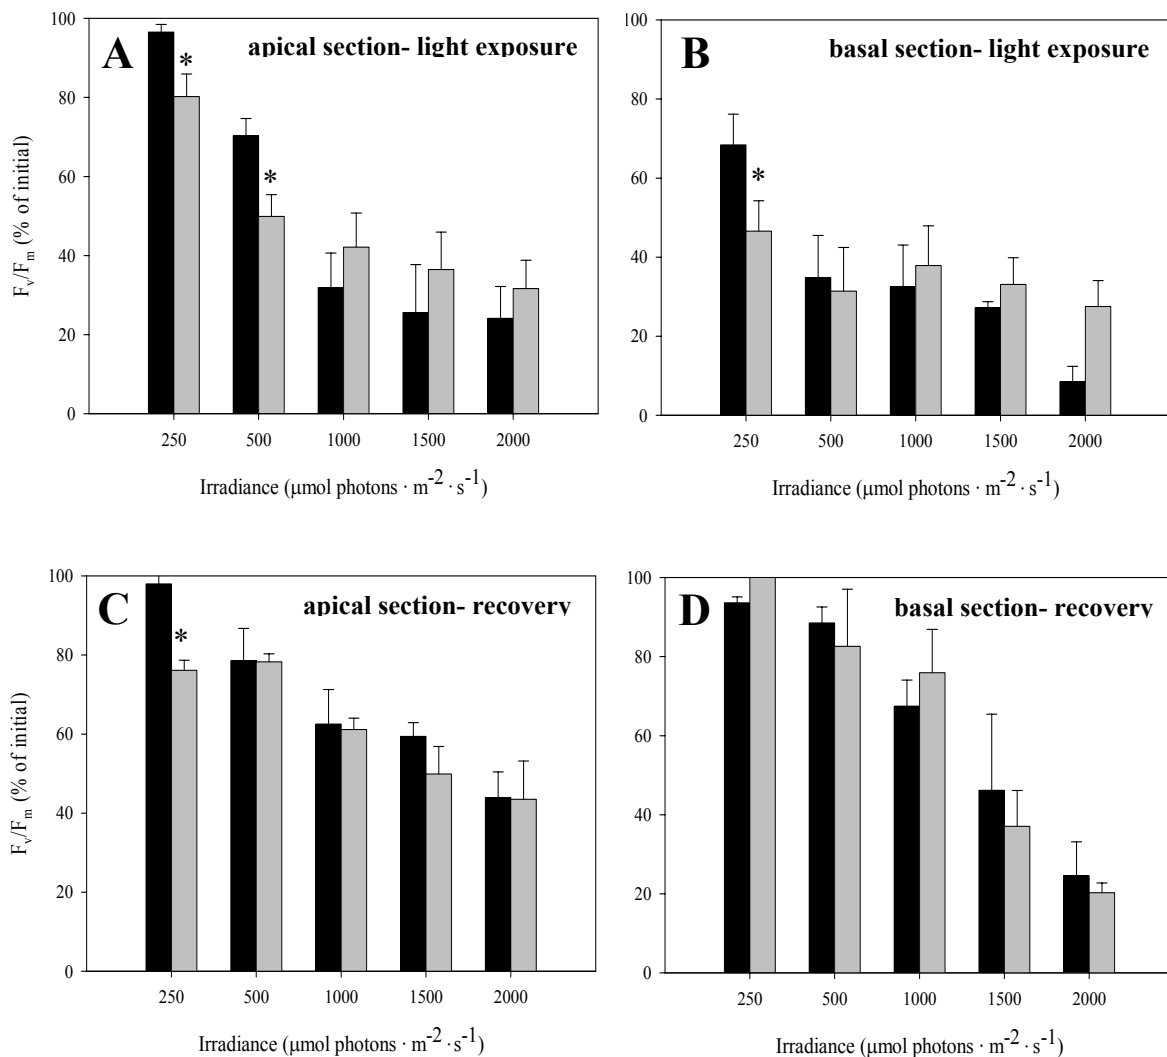 A
apical section- light exposure
*
*
F_v/F_m (% of initial)
100
80
60
40
20
0
250 500 1000 1500 2000
Irradiance (μmol photons · m⁻² · s⁻¹)
B
basal section- light exposure
*
100
80
60
40
20
0
250 500 1000 1500 2000
Irradiance (μmol photons · m⁻² · s⁻¹)
C
apical section- recovery
*
F_v/F_m (% of initial)
100
80
60
40
20
0
250 500 1000 1500 2000
Irradiance (μmol photons · m⁻² · s⁻¹)
D
basal section- recovery
100
80
60
40
20
0
250 500 1000 1500 2000
Irradiance (μmol photons · m⁻² · s⁻¹)